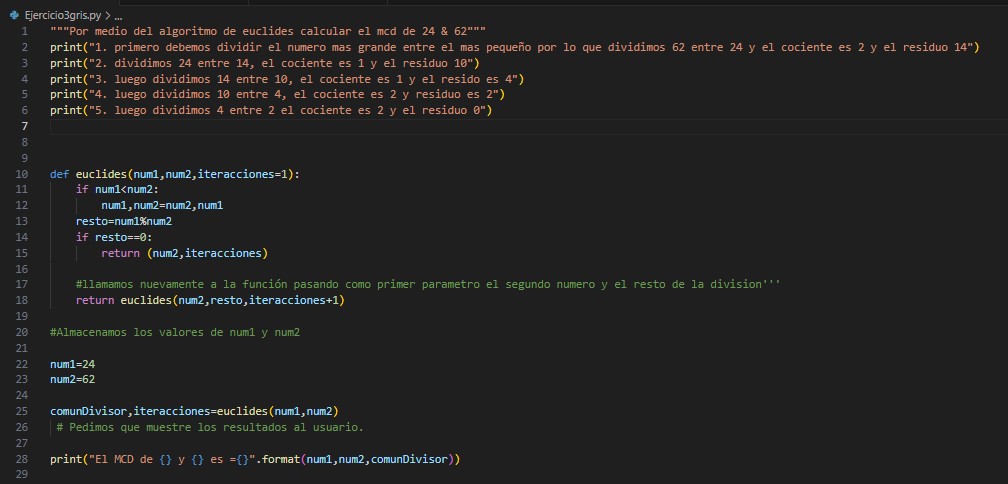 Ejercicio3gris.py > ...
1 """Por medio del algoritmo de euclides calcular el mcd de 24 & 62"""
2 print("1. primero debemos dividir el numero mas grande entre el mas pequeño por lo que dividimos 62 entre 24 y el cociente es 2 y el residuo 14")
3 print("2. dividimos 24 entre 14, el cociente es 1 y el residuo 10")
4 print("3. luego dividimos 14 entre 10, el cociente es 1 y el resido es 4")
5 print("4. luego dividimos 10 entre 4, el cociente es 2 y residuo es 2")
6 print("5. luego dividimos 4 entre 2 el cociente es 2 y el residuo 0")
7
8
9
10 def euclides(num1,num2,iteracciones=1):
11 if num1<num2:
12 num1,num2=num2,num1
13 resto=num1%num2
14 if resto==0:
15 return (num2,iteracciones)
16
17 #llamamos nuevamente a la función pasando como primer parametro el segundo numero y el resto de la division'''
18 return euclides(num2,resto,iteracciones+1)
19
20 #Almacenamos los valores de num1 y num2
21
22 num1=24
23 num2=62
24
25 comunDivisor,iteracciones=euclides(num1,num2)
26 # Pedimos que muestre los resultados al usuario.
27
28 print("El MCD de {} y {} es ={}".format(num1,num2,comunDivisor))
29